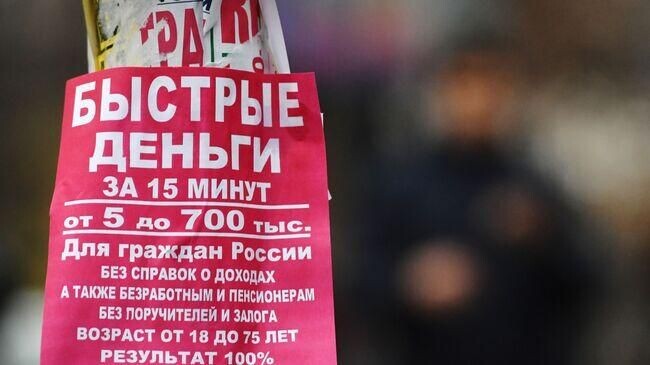 БЫСТРЫЕ
ДЕНЬГИ
ЗА 15 МИНУТ
от 5 до 700 тыс.
Для граждан России
БЕЗ СПРАВОК О ДОХОДАХ
А ТАКЖЕ БЕЗРАБОТНЫМ И ПЕНСИОНЕРАМ
БЕЗ ПОРУЧИТЕЛЕЙ И ЗАЛОГА
ВОЗРАСТ ОТ 18 ДО 75 ЛЕТ
РЕЗУЛЬТАТ 100%